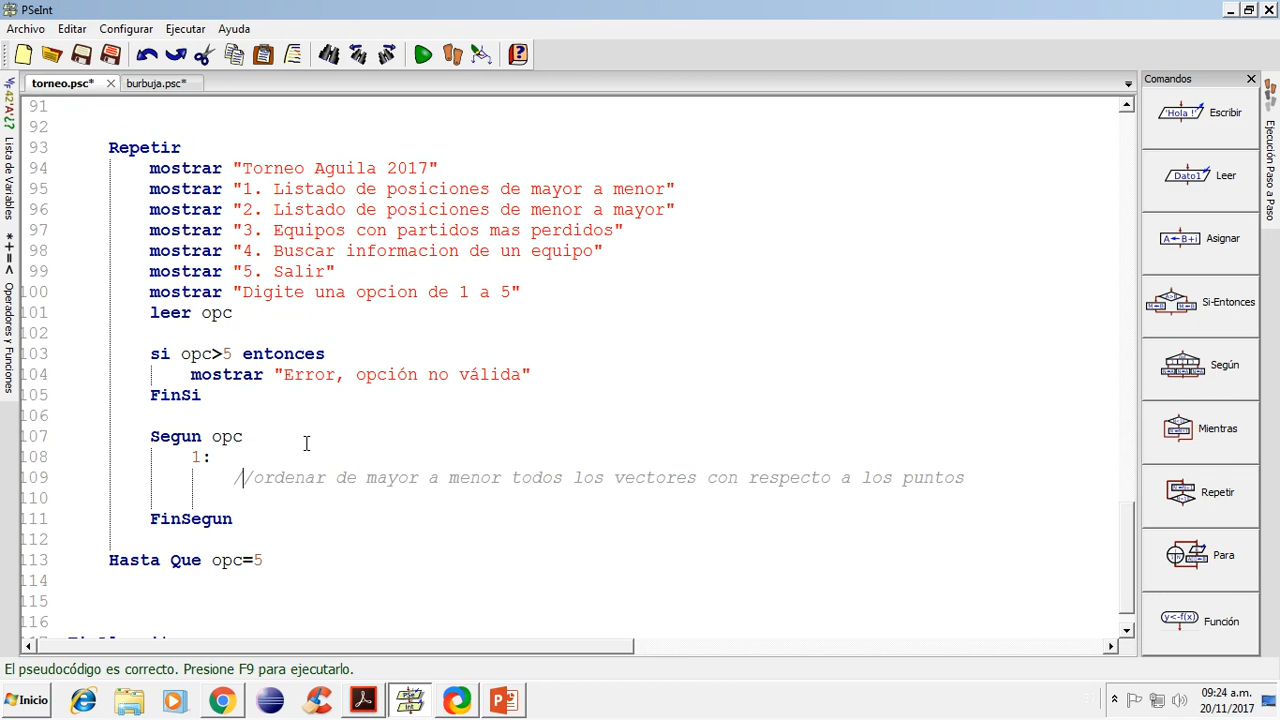 PSeInt
Archivo Editar Configurar Ejecutar Ayuda
torneo.psc* burbuja.psc*
Comandos
91
92
93 Repetir
94 mostrar "Torneo Aguila 2017"
95 mostrar "1. Listado de posiciones de mayor a menor"
96 mostrar "2. Listado de posiciones de menor a mayor"
97 mostrar "3. Equipos con partidos mas perdidos"
98 mostrar "4. Buscar informacion de un equipo"
99 mostrar "5. Salir"
100 mostrar "Digite una opcion de 1 a 5"
101 leer opc
102
103 si opc>5 entonces
104 mostrar "Error, opción no válida"
105 FinSi
106
107 Segun opc
108 1:
109 //ordenar de mayor a menor todos los vectores con respecto a los puntos
110
111 FinSegun
112
113 Hasta Que opc=5
114
115
116
Lista de Variables
Operadores y Funciones
'Hola !' Escribir
Dato1 Leer
A←B+i Asignar
Si-Entonces
Según
Mientras
Repetir
Para
y<-f(x) Función
Ejecución Paso a Paso
El pseudocódigo es correcto. Presione F9 para ejecutarlo.
Inicio
09:24 a.m.
20/11/2017